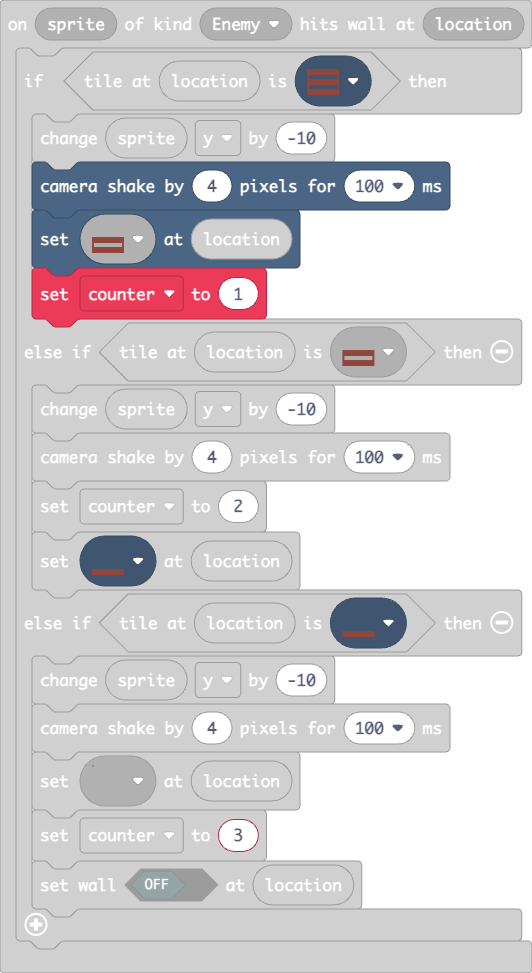 on sprite of kind Enemy hits wall at location
if tile at location is then
change sprite y by -10
camera shake by 4 pixels for 100 ms
set at location
set counter to 1
else if tile at location is then
change sprite y by -10
camera shake by 4 pixels for 100 ms
set counter to 2
set at location
else if tile at location is then
change sprite y by -10
camera shake by 4 pixels for 100 ms
set at location
set counter to 3
set wall OFF at location